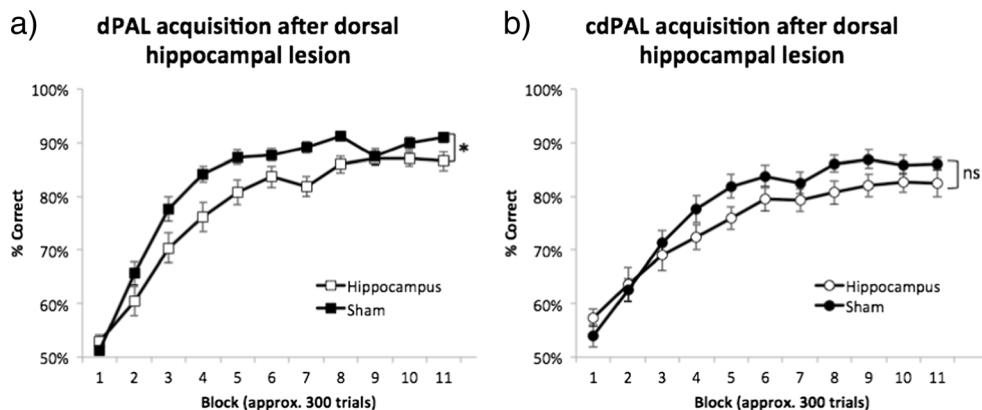 a)
dPAL acquisition after dorsal
hippocampal lesion
100%
90%
80%
70%
60%
50%
% Correct
*
Hippocampus
Sham
1 2 3 4 5 6 7 8 9 10 11
Block (approx. 300 trials)
b)
cdPAL acquisition after dorsal
hippocampal lesion
100%
90%
80%
70%
60%
50%
% Correct
ns
Hippocampus
Sham
1 2 3 4 5 6 7 8 9 10 11
Block (approx. 300 trials)